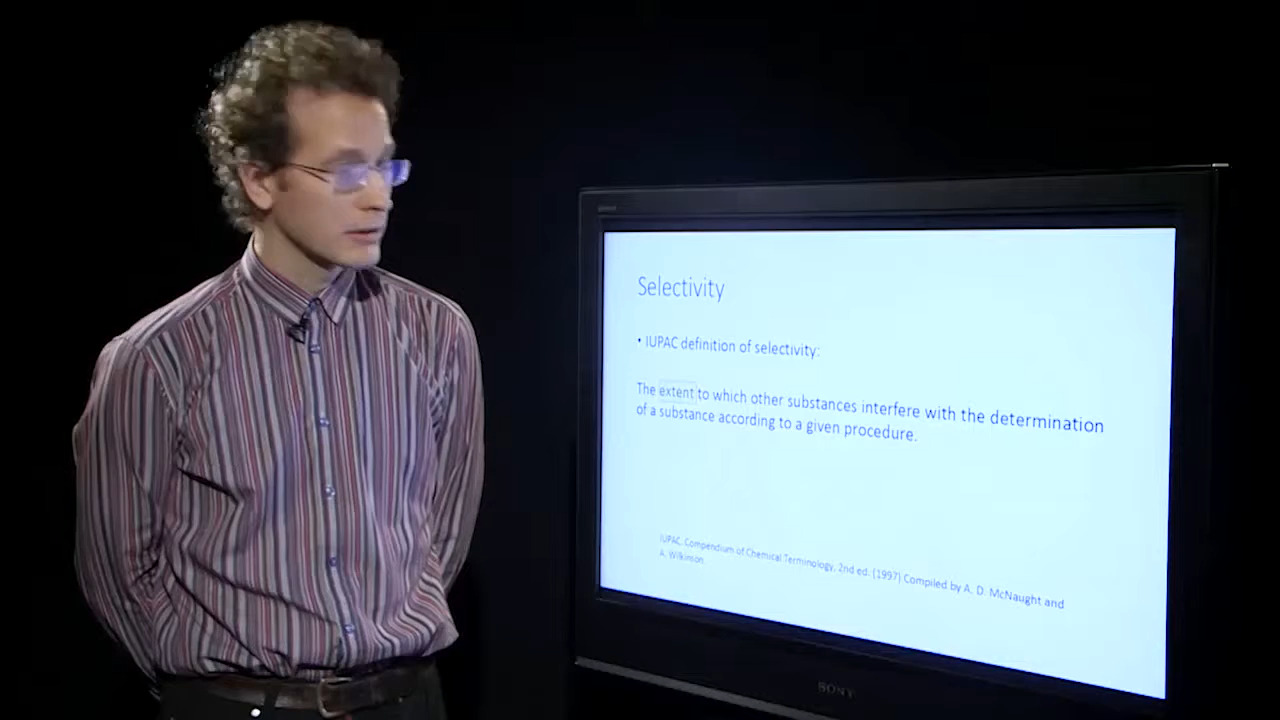 Selectivity
• IUPAC definition of selectivity:
The extent to which other substances interfere with the determination
of a substance according to a given procedure.
IUPAC. Compendium of Chemical Terminology, 2nd ed. (1997) Compiled by A. D. McNaught and
A. Wilkinson.
SONY